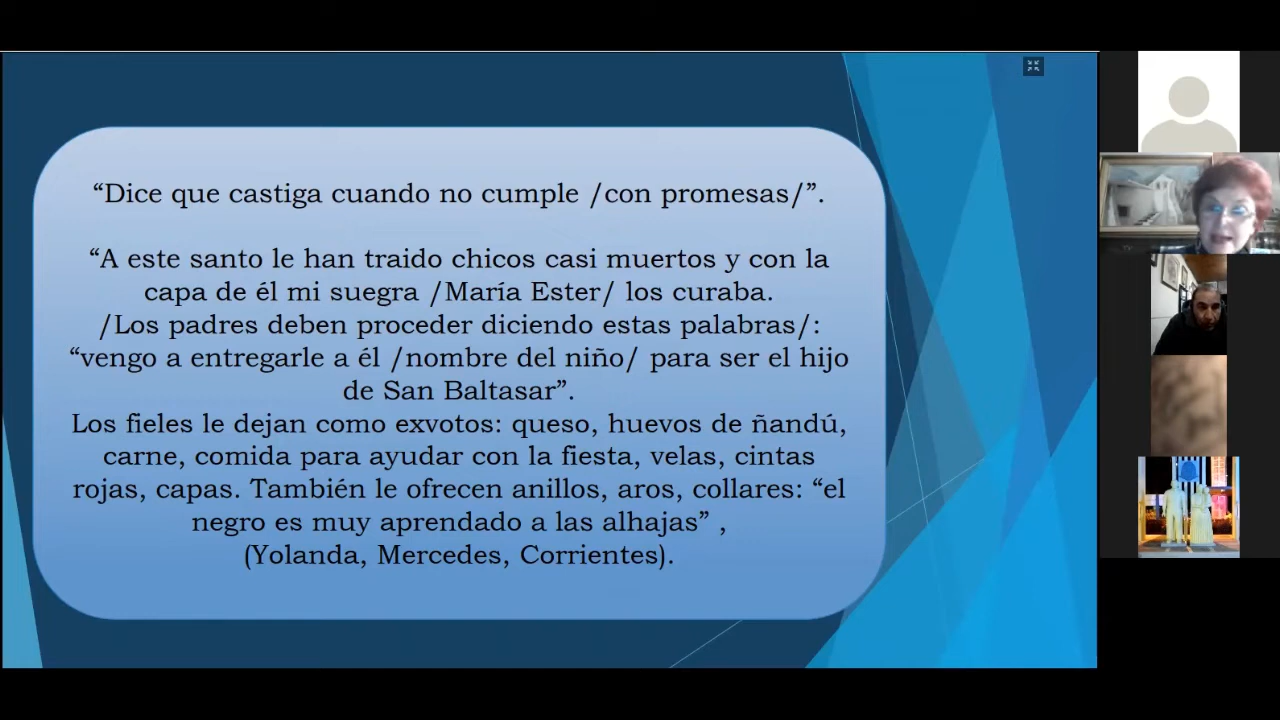 “Dice que castiga cuando no cumple /con promesas/”.
“A este santo le han traido chicos casi muertos y con la
capa de él mi suegra /María Ester/ los curaba.
/Los padres deben proceder diciendo estas palabras/:
“vengo a entregarle a él /nombre del niño/ para ser el hijo
de San Baltasar”.
Los fieles le dejan como exvotos: queso, huevos de ñandú,
carne, comida para ayudar con la fiesta, velas, cintas
rojas, capas. También le ofrecen anillos, aros, collares: “el
negro es muy aprendado a las alhajas” ,
(Yolanda, Mercedes, Corrientes).